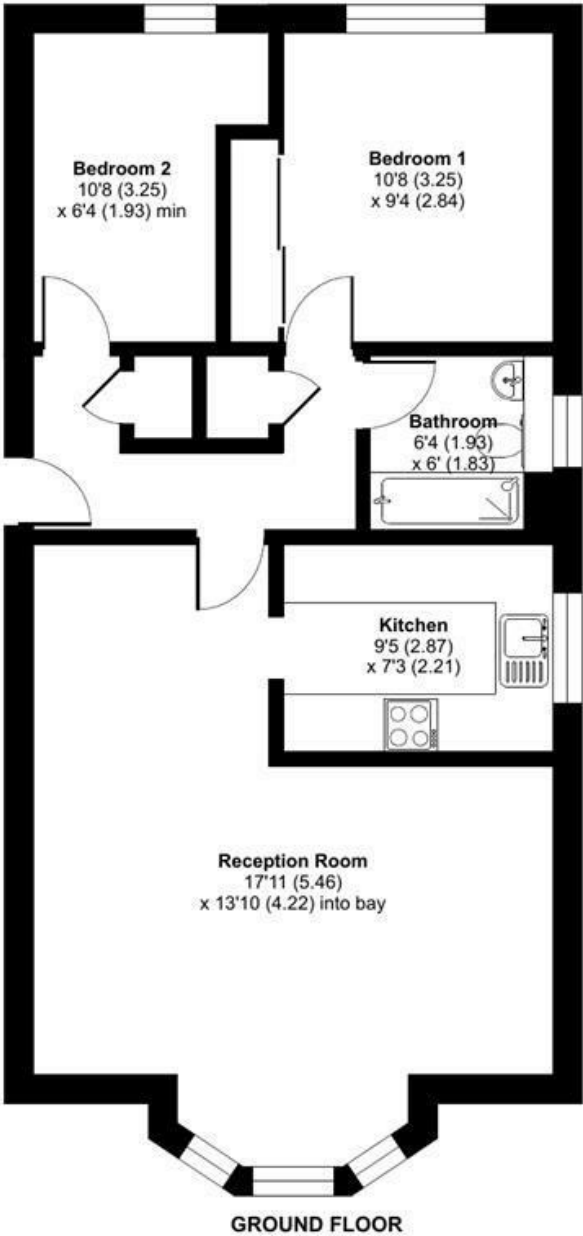 Bedroom 2
10'8 (3.25)
x 6'4 (1.93) min
Bedroom 1
10'8 (3.25)
x 9'4 (2.84)
Bathroom
6'4 (1.93)
x 6' (1.83)
Kitchen
9'5 (2.87)
x 7'3 (2.21)
Reception Room
17'11 (5.46)
x 13'10 (4.22) into bay
GROUND FLOOR